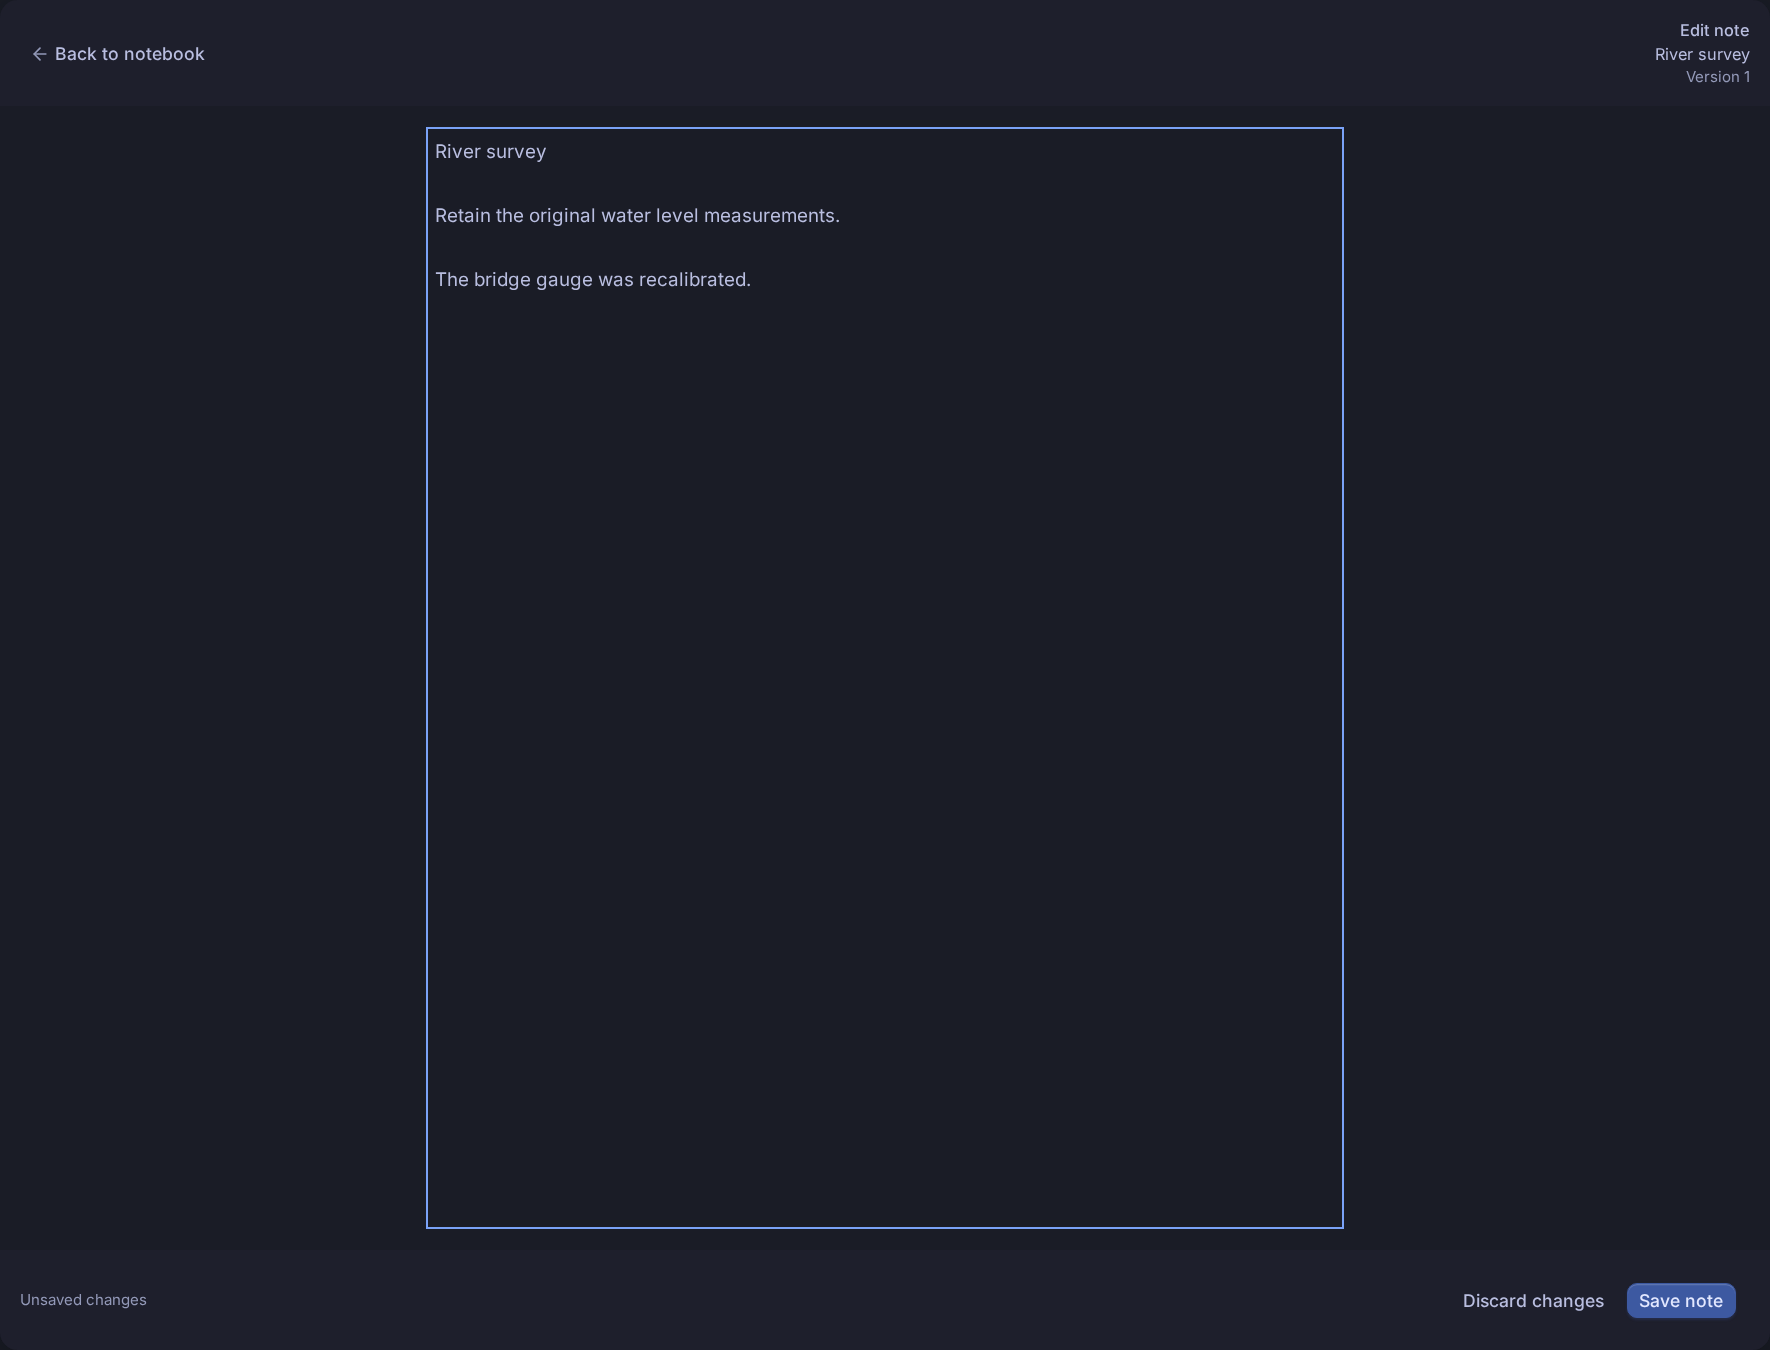 Back to notebook
Edit note
River survey
Version 1
River survey
Retain the original water level measurements.
The bridge gauge was recalibrated.
Unsaved changes
Discard changes
Save note